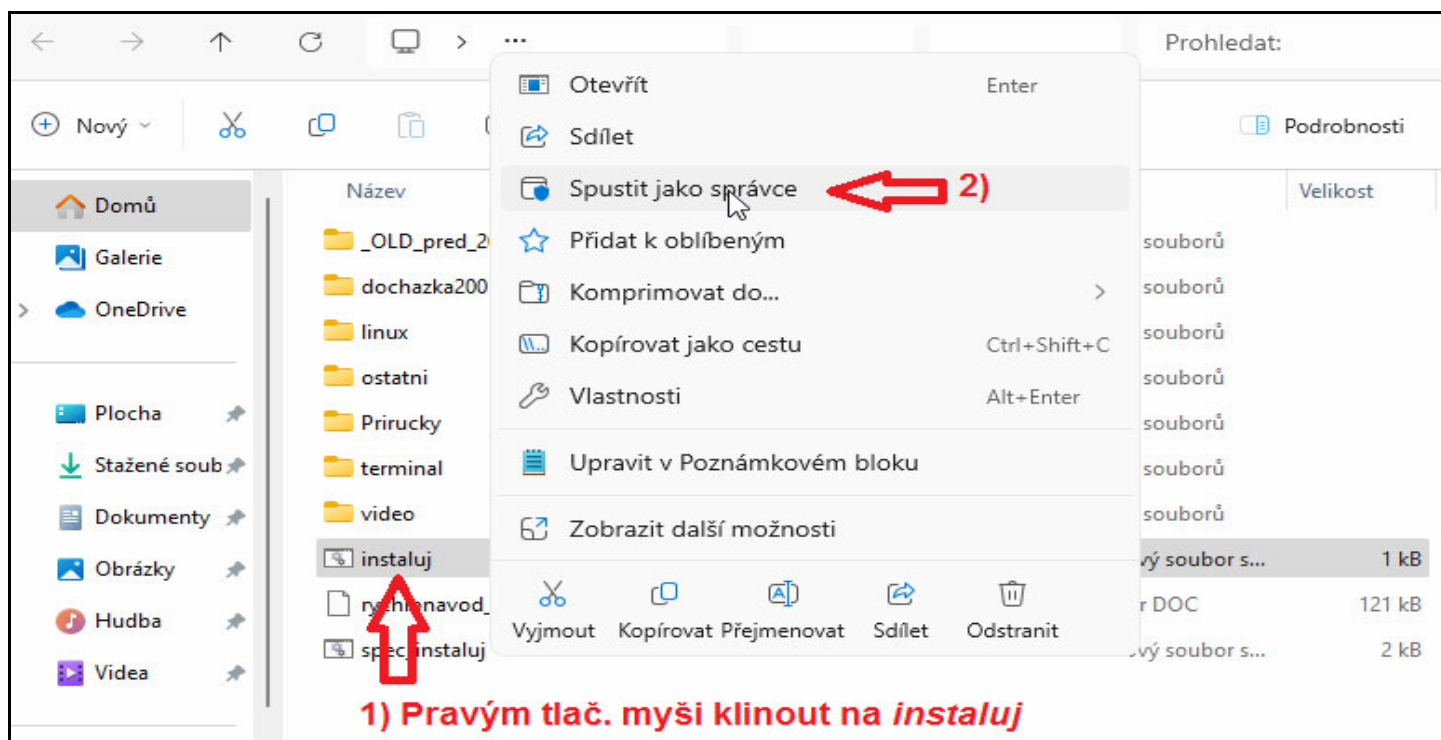 Prohledat:
Nový
Podrobnosti
Otevřít Enter
Sdílet
Spustit jako správce 2)
Přidat k oblíbeným
Komprimovat do...
Kopírovat jako cestu Ctrl+Shift+C
Vlastnosti Alt+Enter
Upravit v Poznámkovém bloku
Zobrazit další možnosti
Vyjmout Kopírovat Přejmenovat Sdílet Odstranit
Domů
Galerie
OneDrive
Plocha
Stažené soub
Dokumenty
Obrázky
Hudba
Videa
Název Velikost
_OLD_pred_2 souborů
dochazka200 souborů
linux souborů
ostatni souborů
Prirucky souborů
terminal souborů
video souborů
instaluj vý soubor s... 1 kB
r DOC 121 kB
spec_instaluj vý soubor s... 2 kB
1) Pravým tlač. myši klinout na instaluj